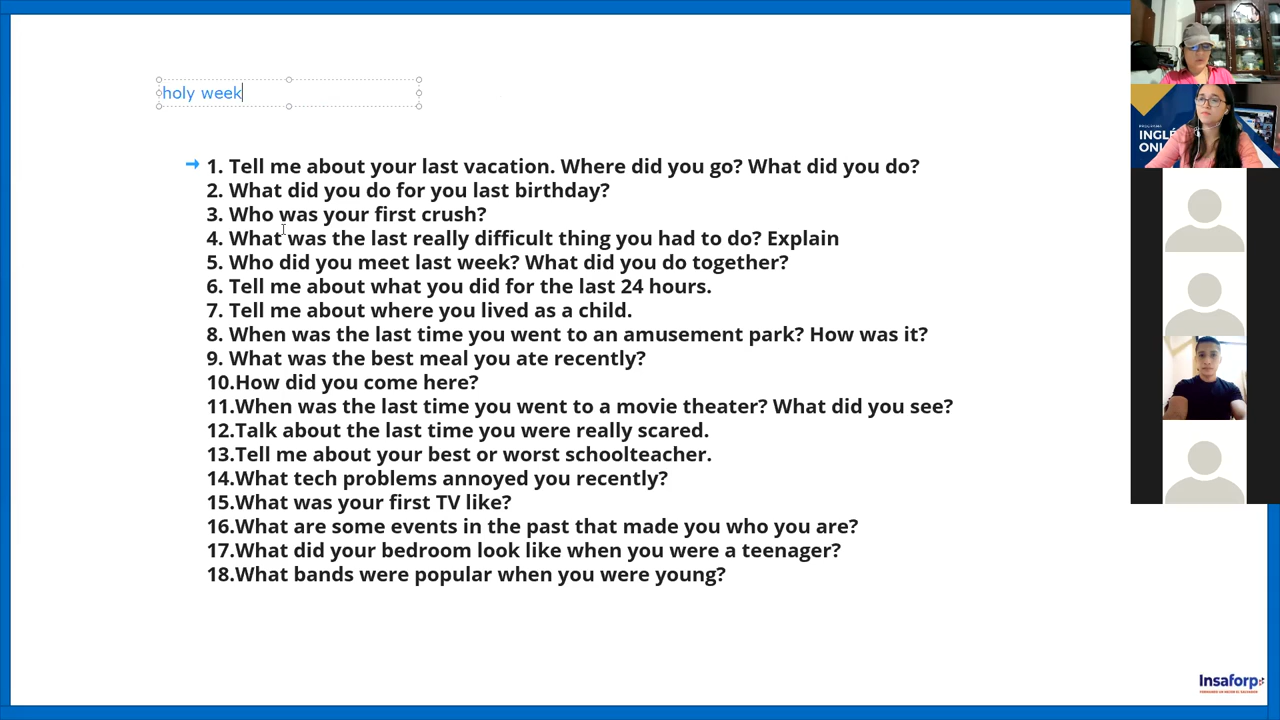 holy week
→ 1. Tell me about your last vacation. Where did you go? What did you do?
2. What did you do for you last birthday?
3. Who was your first crush?
4. What was the last really difficult thing you had to do? Explain
5. Who did you meet last week? What did you do together?
6. Tell me about what you did for the last 24 hours.
7. Tell me about where you lived as a child.
8. When was the last time you went to an amusement park? How was it?
9. What was the best meal you ate recently?
10.How did you come here?
11.When was the last time you went to a movie theater? What did you see?
12.Talk about the last time you were really scared.
13.Tell me about your best or worst schoolteacher.
14.What tech problems annoyed you recently?
15.What was your first TV like?
16.What are some events in the past that made you who you are?
17.What did your bedroom look like when you were a teenager?
18.What bands were popular when you were young?
INGLÉ
ONL
Insaforp